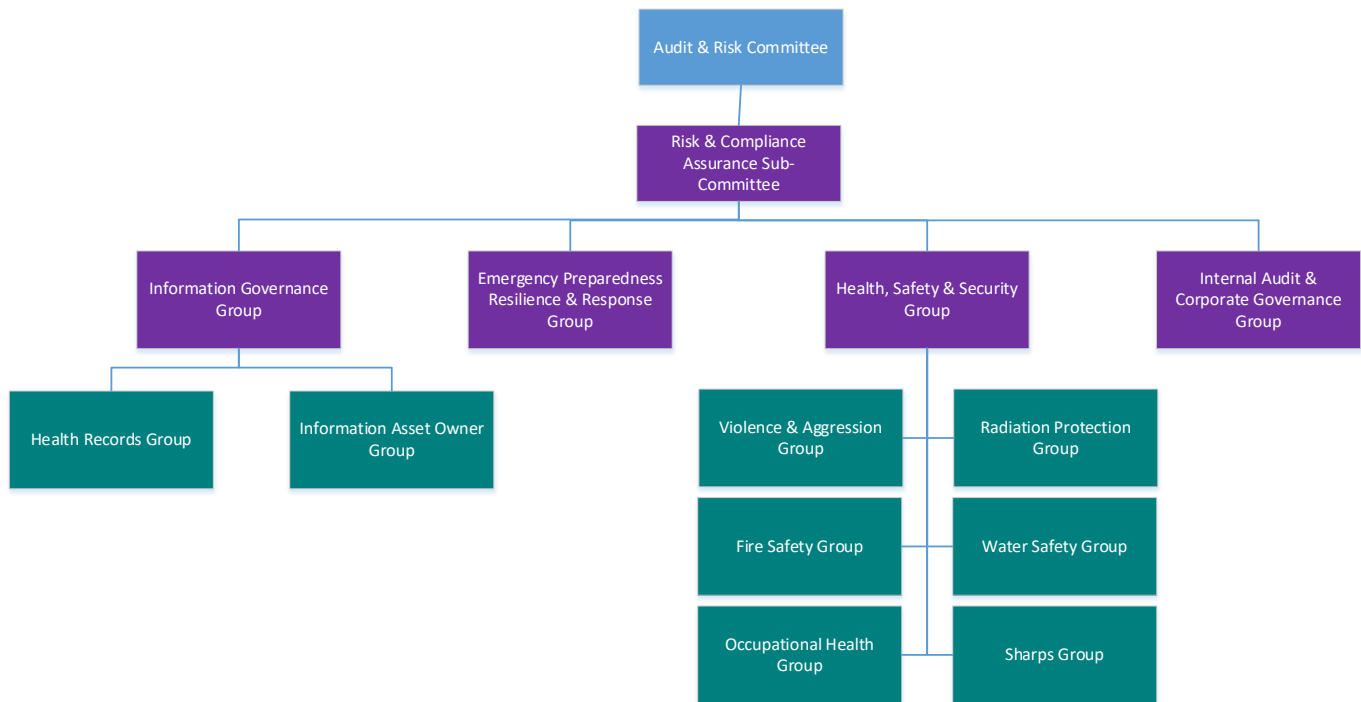 Audit & Risk Committee
Risk & Compliance
Assurance Sub-
Committee
Information Governance
Group
Emergency Preparedness
Resilience & Response
Group
Health, Safety & Security
Group
Internal Audit &
Corporate Governance
Group
Health Records Group
Information Asset Owner
Group
Violence & Aggression
Group
Radiation Protection
Group
Fire Safety Group
Water Safety Group
Occupational Health
Group
Sharps Group